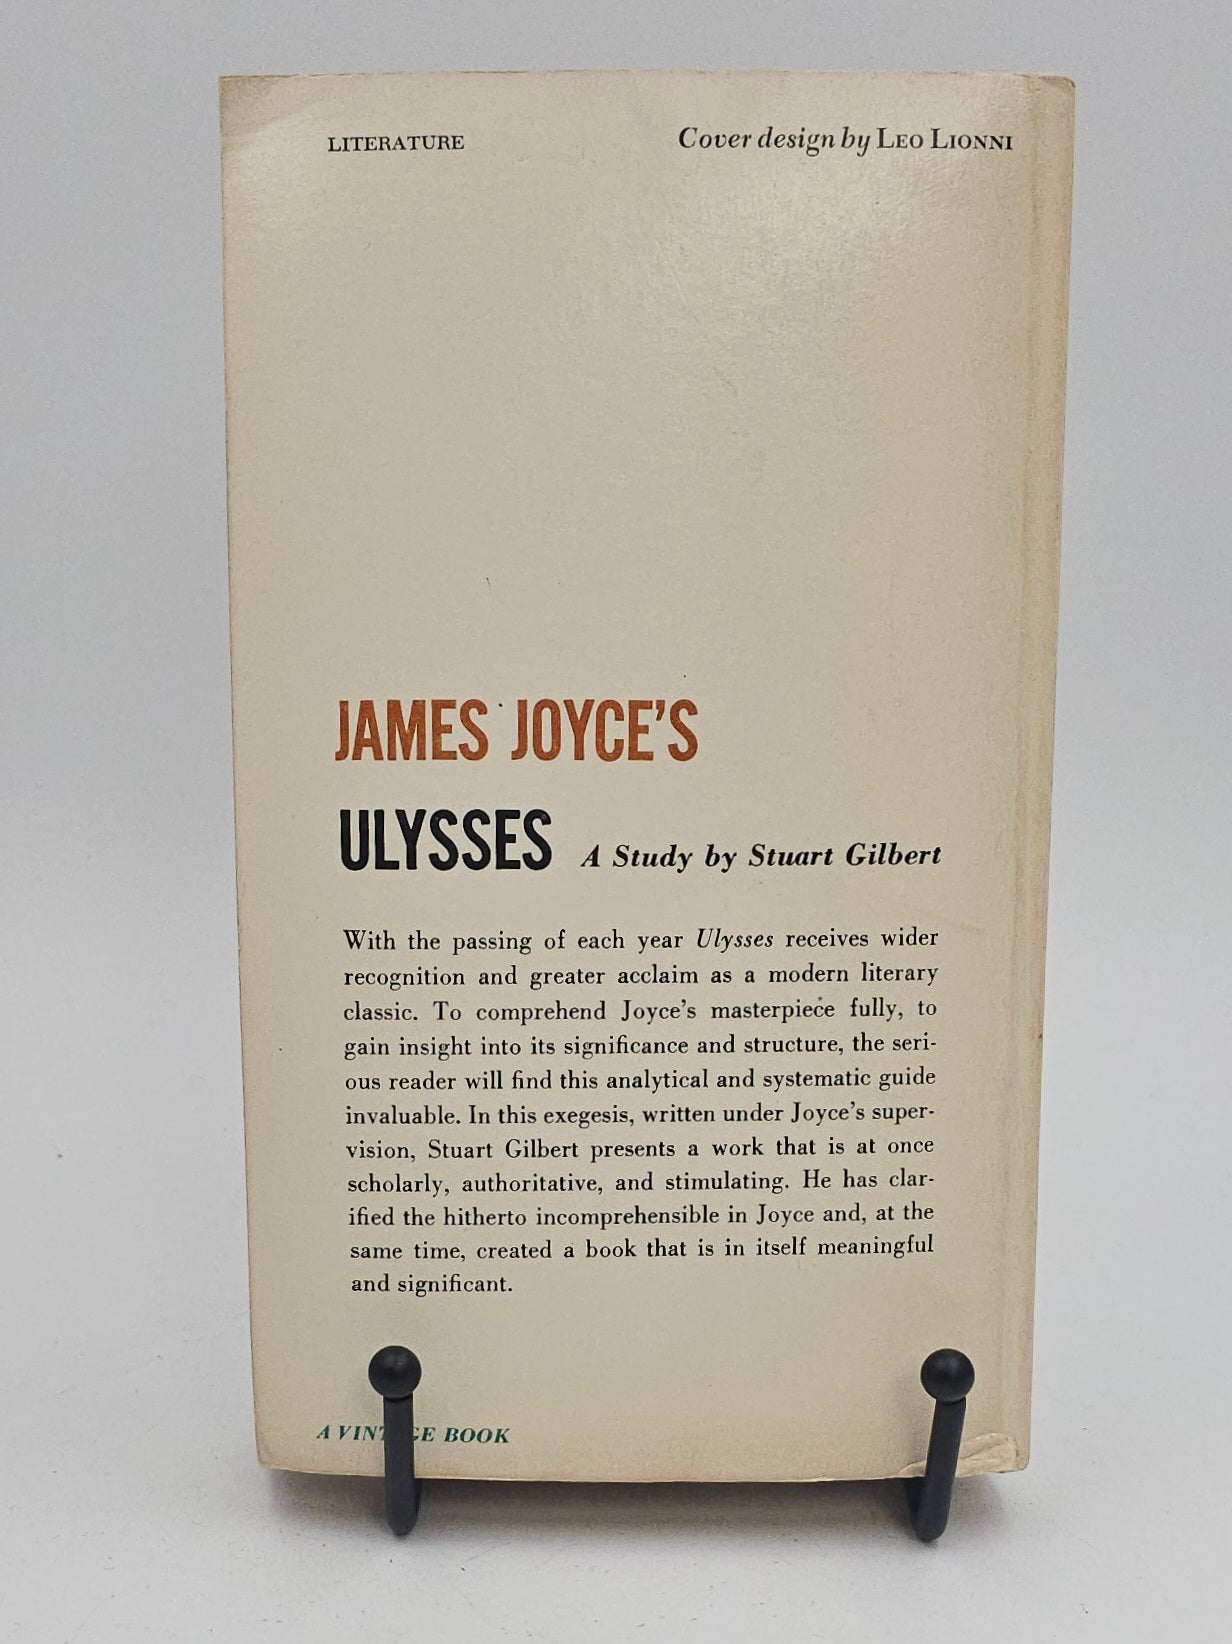 LITERATURE
Cover design by LEO LIONNI
JAMES JOYCE'S
ULYSSES A Study by Stuart Gilbert
With the passing of each year Ulysses receives wider
recognition and greater acclaim as a modern literary
classic. To comprehend Joyce's masterpiece fully, to
gain insight into its significance and structure, the seri-
ous reader will find this analytical and systematic guide
invaluable. In this exegesis, written under Joyce's super-
vision, Stuart Gilbert presents a work that is at once
scholarly, authoritative, and stimulating. He has clar-
ified the hitherto incomprehensible in Joyce and, at the
same time, created a book that is in itself meaningful
and significant.
A VINTAGE BOOK